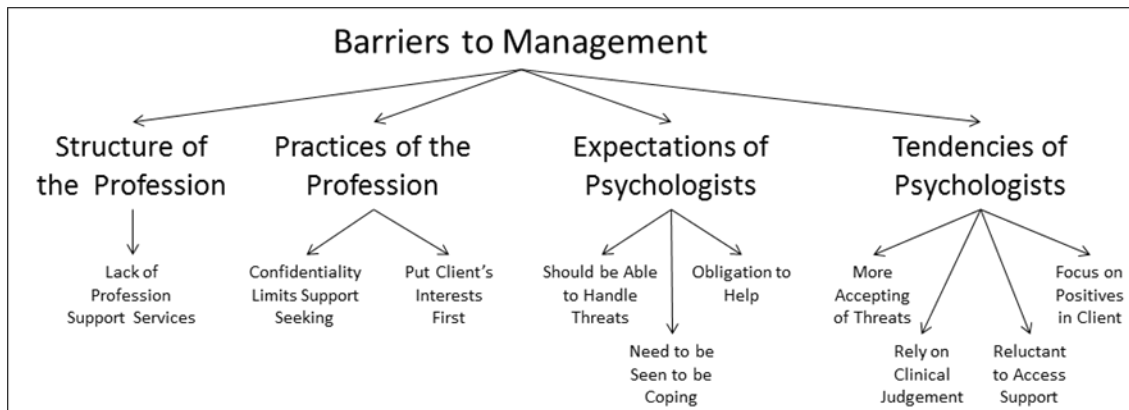 Barriers to Management
Structure of
the Profession
Practices of the
Profession
Expectations of
Psychologists
Tendencies of
Psychologists
Lack of
Profession
Support Services
Confidentiality
Limits Support
Seeking
Put Client's
Interests
First
Should be Able
to Handle
Threats
Obligation to
Help
Need to be
Seen to be
Coping
More
Accepting
of Threats
Focus on
Positives
in Client
Rely on
Clinical
Judgement
Reluctant
to Access
Support